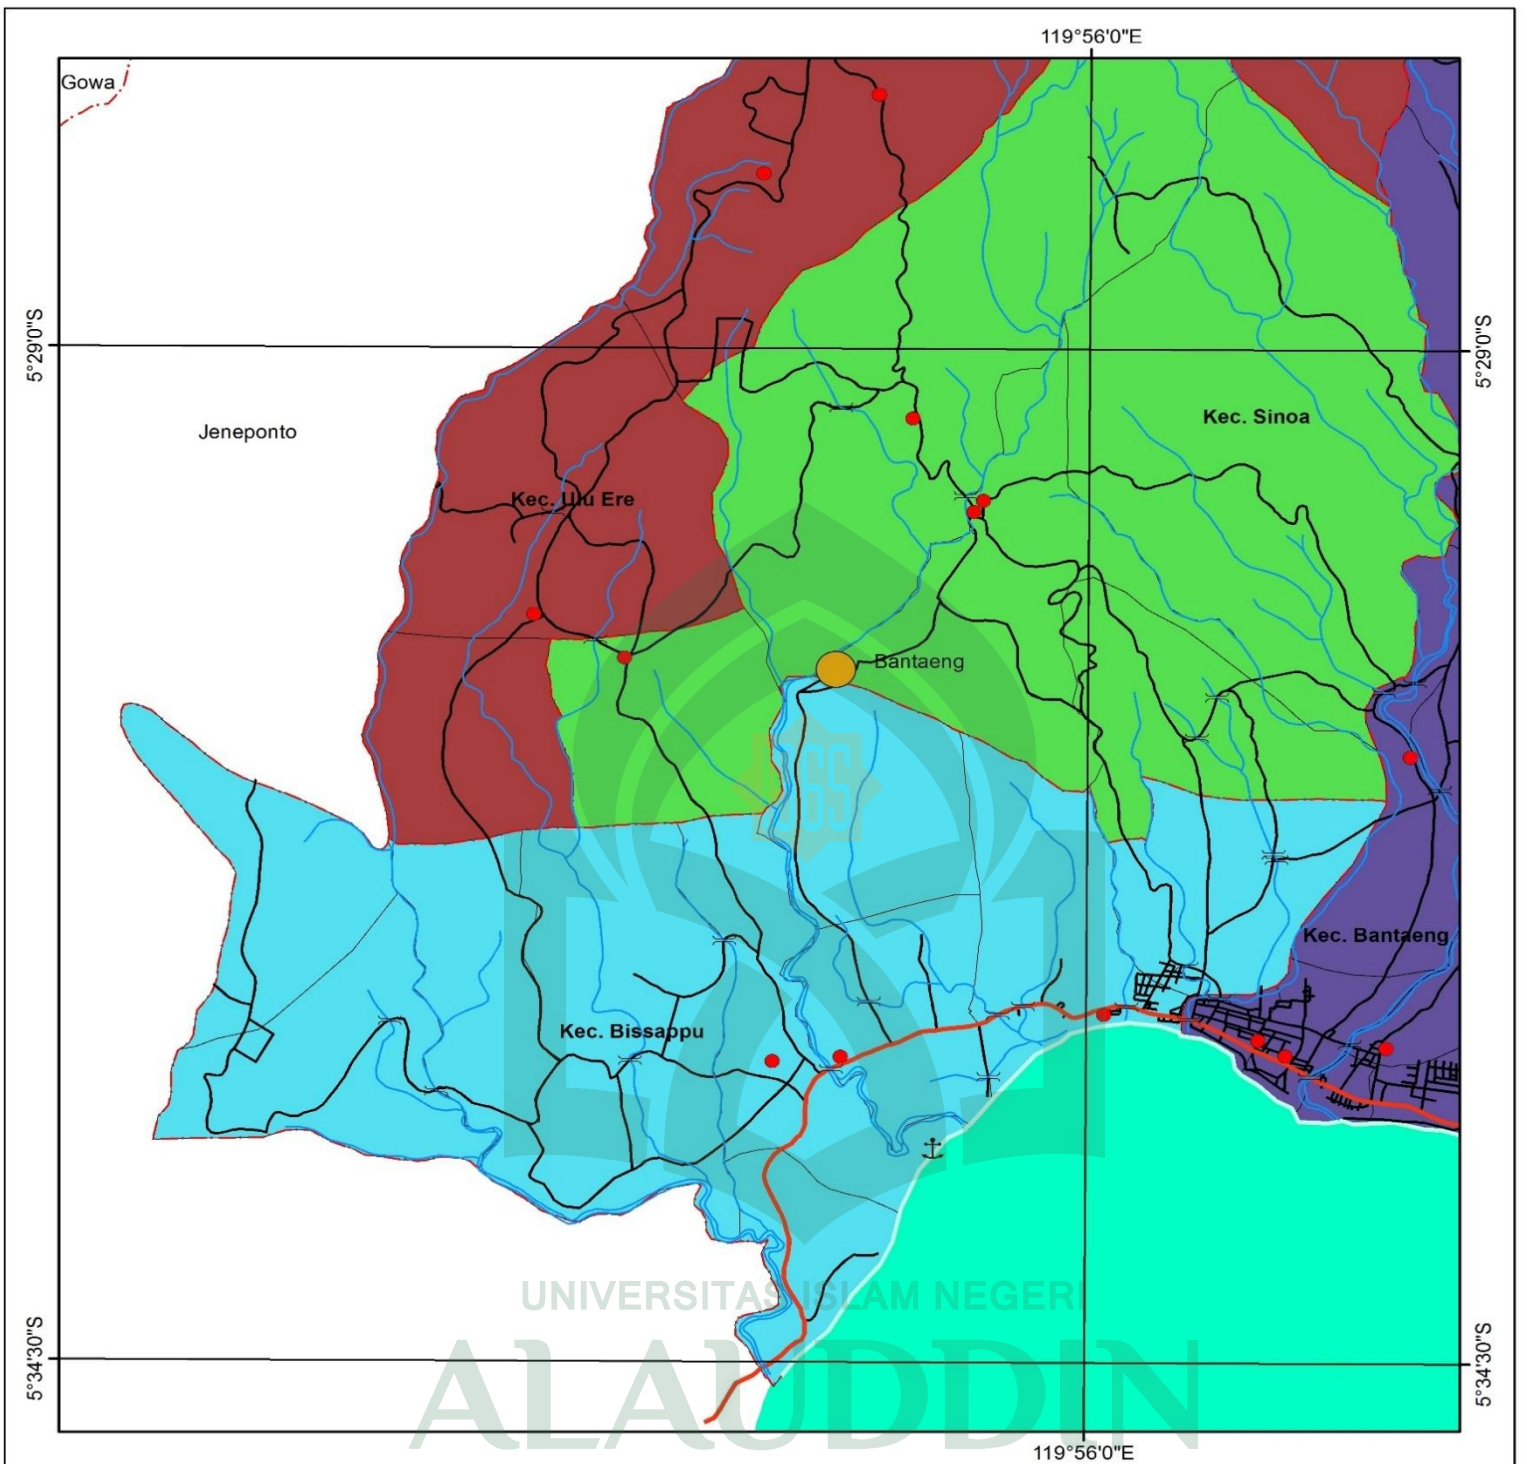 119°56'0"E
Gowa
5°29'0"S
5°29'0"S
Jeneponto
Kec. Sinoa
Kec. Ulu Ere
Bantaeng
Kec. Bantaeng
Kec. Bissappu
UNIVERSITAS ISLAM NEGERI
5°34'30"S
5°34'30"S
ALAUDDIN
119°56'0"E